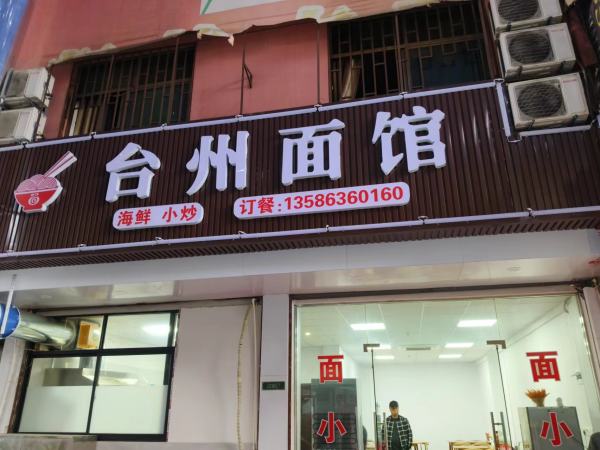 台州面馆
海鲜 小炒
订餐:13586360160
面 面
小 小